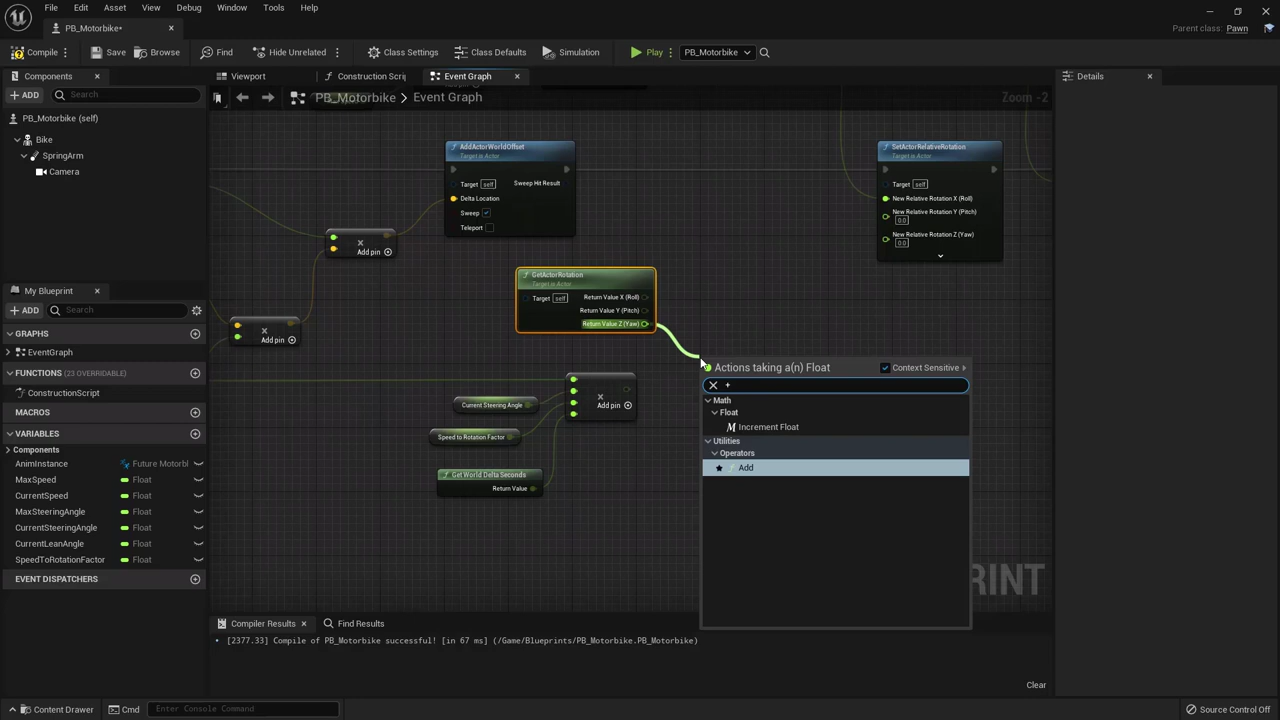 File Edit Asset View Debug Window Tools Help
PB_Motorbike*
Parent class: Pawn
Compile Save Browse Find Hide Unrelated Class Settings Class Defaults Simulation Play PB_Motorbike
Components
Viewport
Construction Scrip
Event Graph
Details
ADD
Search
PB_Motorbike > Event Graph
Zoom -2
PB_Motorbike (self)
Bike
SpringArm
Camera
AddActorWorldOffset
Target is Actor
Target self
Sweep Hit Result
Delta Location
Sweep
Teleport
SetActorRelativeRotation
Target is Actor
Target self
New Relative Rotation X (Roll)
New Relative Rotation Y (Pitch)
0.0
New Relative Rotation Z (Yaw)
0.0
Add pin
GetActorRotation
Target is Actor
Target self
Return Value X (Roll)
Return Value Y (Pitch)
Return Value Z (Yaw)
Add pin
My Blueprint
ADD
Search
GRAPHS
EventGraph
FUNCTIONS (23 OVERRIDABLE)
ConstructionScript
MACROS
VARIABLES
Components
AnimInstance Future Motorbi
MaxSpeed Float
CurrentSpeed Float
MaxSteeringAngle Float
CurrentSteeringAngle Float
CurrentLeanAngle Float
SpeedToRotationFactor Float
EVENT DISPATCHERS
Current Steering Angle
Add pin
Speed to Rotation Factor
Get World Delta Seconds
Return Value
Actions taking a(n) Float
Context Sensitive
+
Math
Float
Increment Float
Utilities
Operators
Add
PRINT
Compiler Results
Find Results
[2377.33] Compile of PB_Motorbike successful! [in 67 ms] (/Game/Blueprints/PB_Motorbike.PB_Motorbike)
Clear
Content Drawer
Cmd
Enter Console Command
Source Control Off